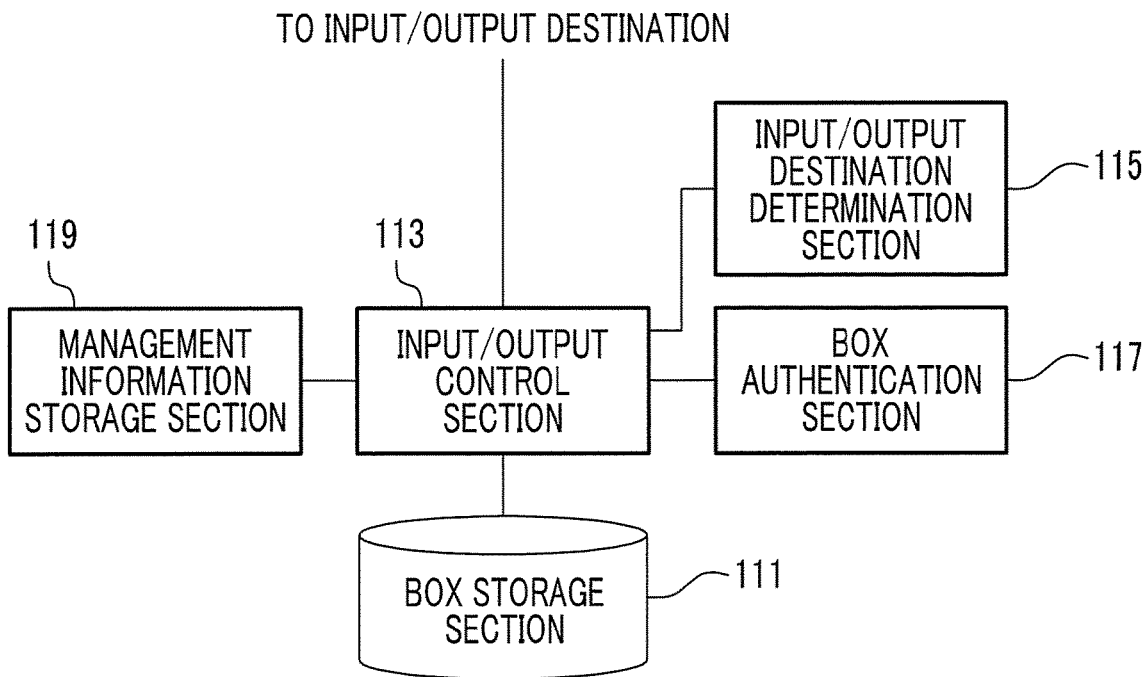 TO INPUT/OUTPUT DESTINATION
INPUT/OUTPUT
DESTINATION
DETERMINATION
SECTION
115
119
113
MANAGEMENT
INFORMATION
STORAGE SECTION
INPUT/OUTPUT
CONTROL
SECTION
BOX
AUTHENTICATION
SECTION
117
BOX STORAGE
SECTION
111